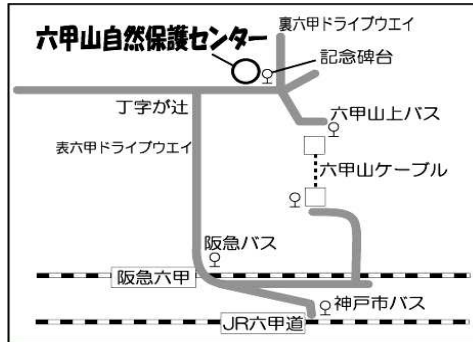 裏六甲ドライブウエイ
六甲山自然保護センター
記念碑台
丁字が辻
六甲山上バス
表六甲ドライブウエイ
六甲山ケーブル
阪急バス
阪急六甲
神戸市バス
JR六甲道